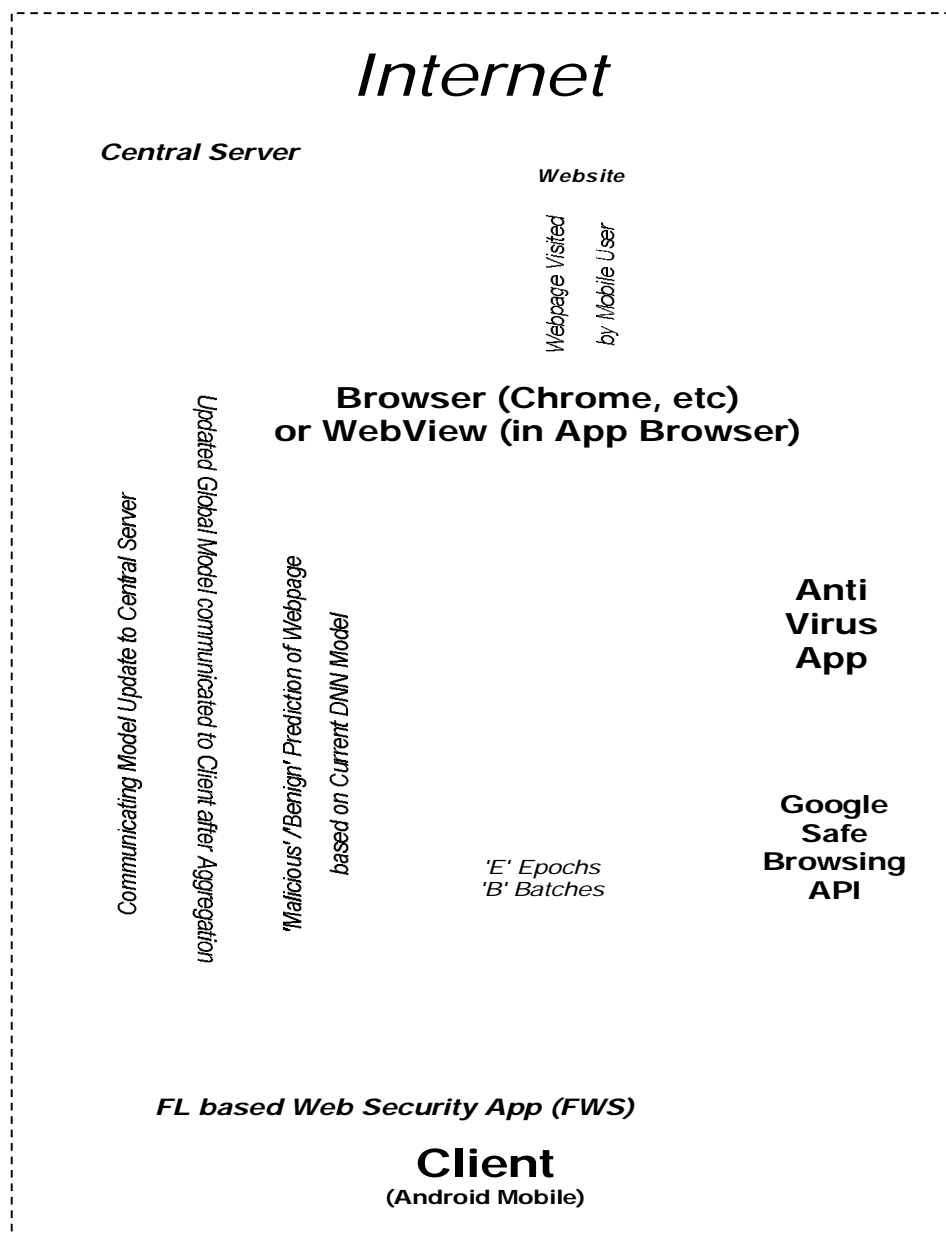 Internet
Central Server
Website
Webpage Visited
by Mobile User
Browser (Chrome, etc)
or WebView (in App Browser)
Communicating Model Update to Central Server
Updated Global Model communicated to Client after Aggregation
'Malicious' /'Benign' Prediction of Webpage
based on Current DNN Model
Anti
Virus
App
'E' Epochs
'B' Batches
Google
Safe
Browsing
API
FL based Web Security App (FWS)
Client
(Android Mobile)